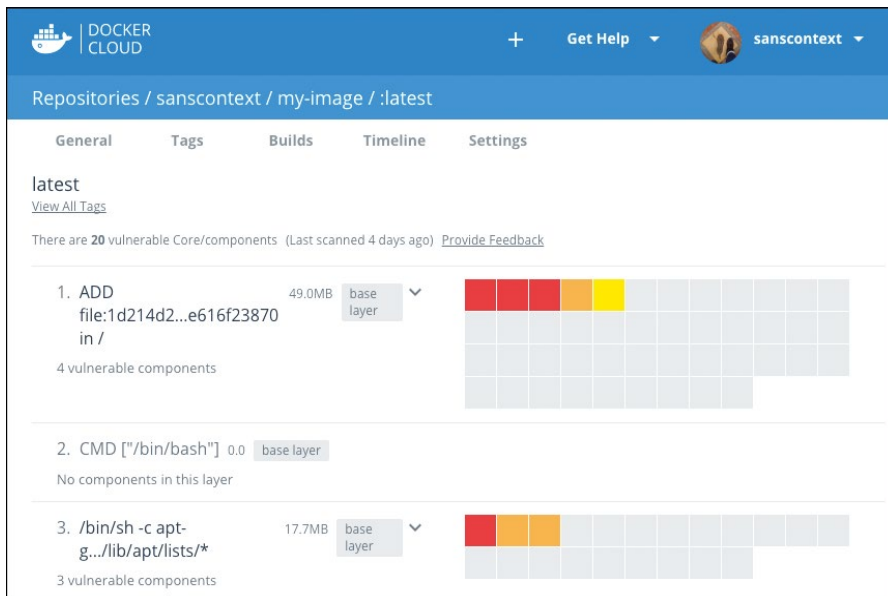 DOCKER
CLOUD
+
Get Help
sanscontext
Repositories / sanscontext / my-image / :latest
General Tags Builds Timeline Settings
latest
View All Tags
There are 20 vulnerable Core/components (Last scanned 4 days ago) Provide Feedback
1. ADD
file:1d214d2...e616f23870
in /
49.0MB
base
layer
4 vulnerable components
2. CMD ["/bin/bash"] 0.0 base layer
No components in this layer
3. /bin/sh -c apt-
g.../lib/apt/lists/*
17.7MB
base
layer
3 vulnerable components